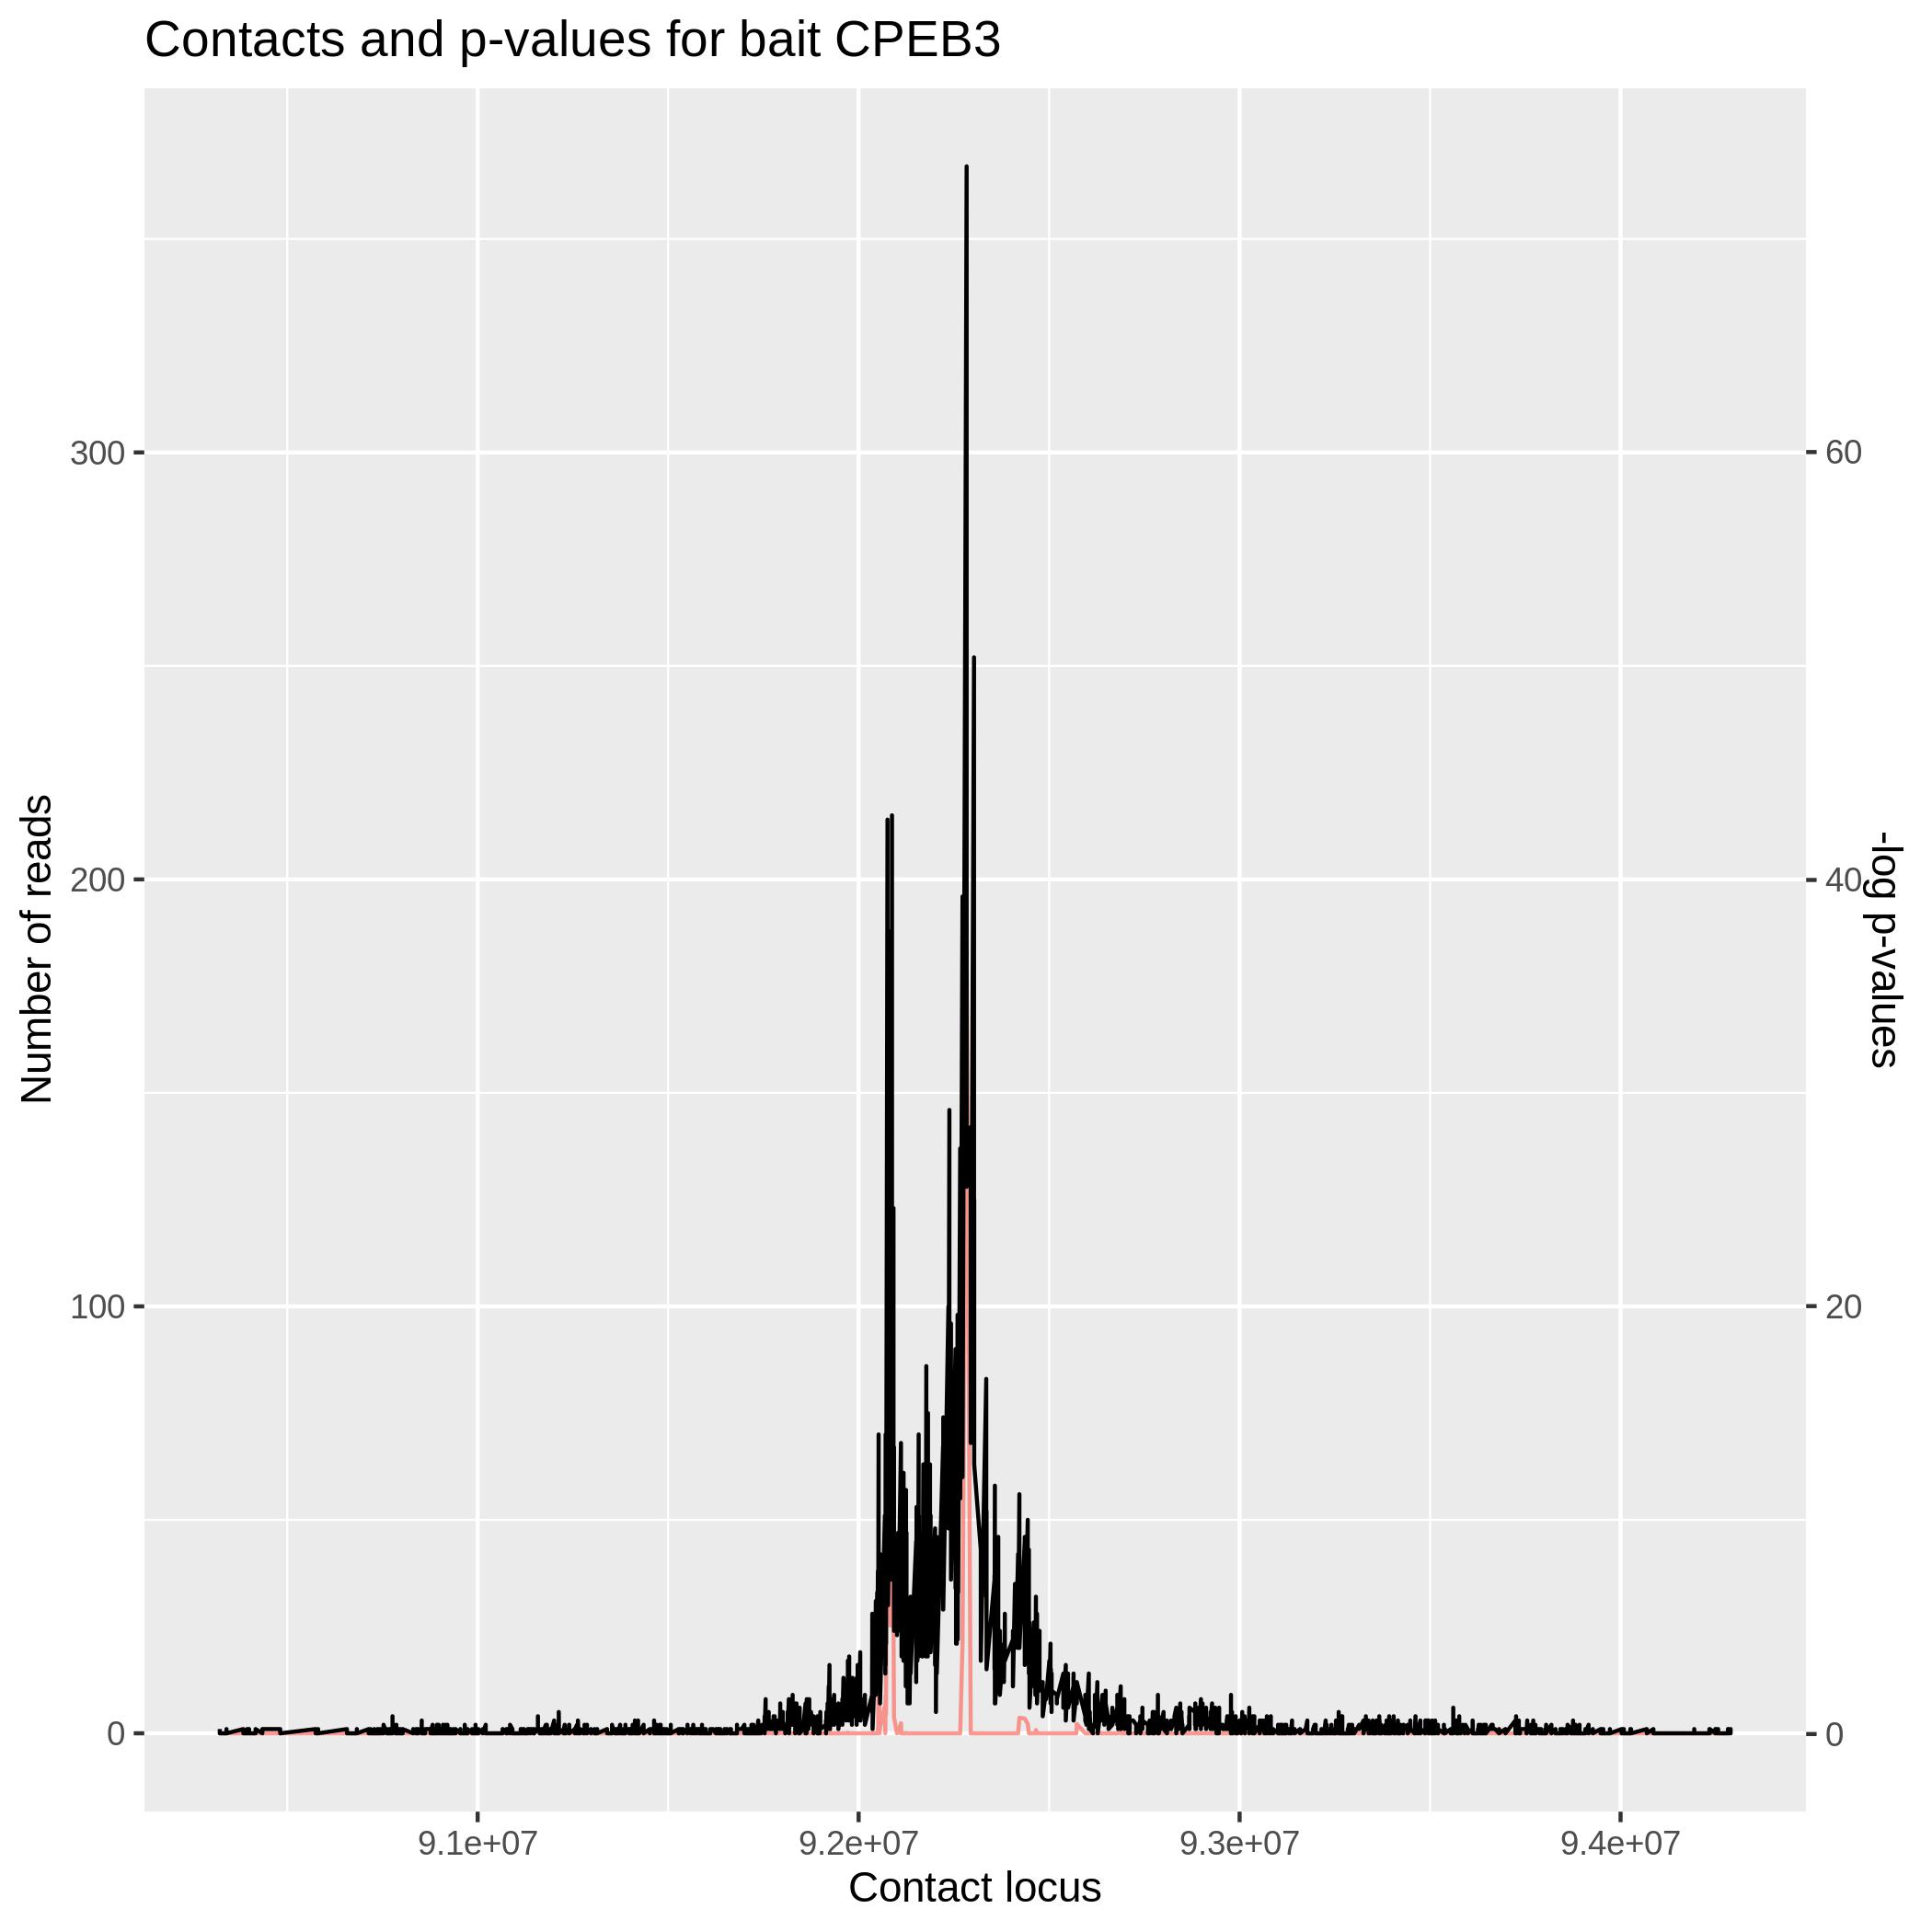 Contacts and p-values for bait CPEB3
Number of reads
300
200
100
0
60
40
20
0
-log p-values
9.1e+07
9.2e+07
9.3e+07
9.4e+07
Contact locus